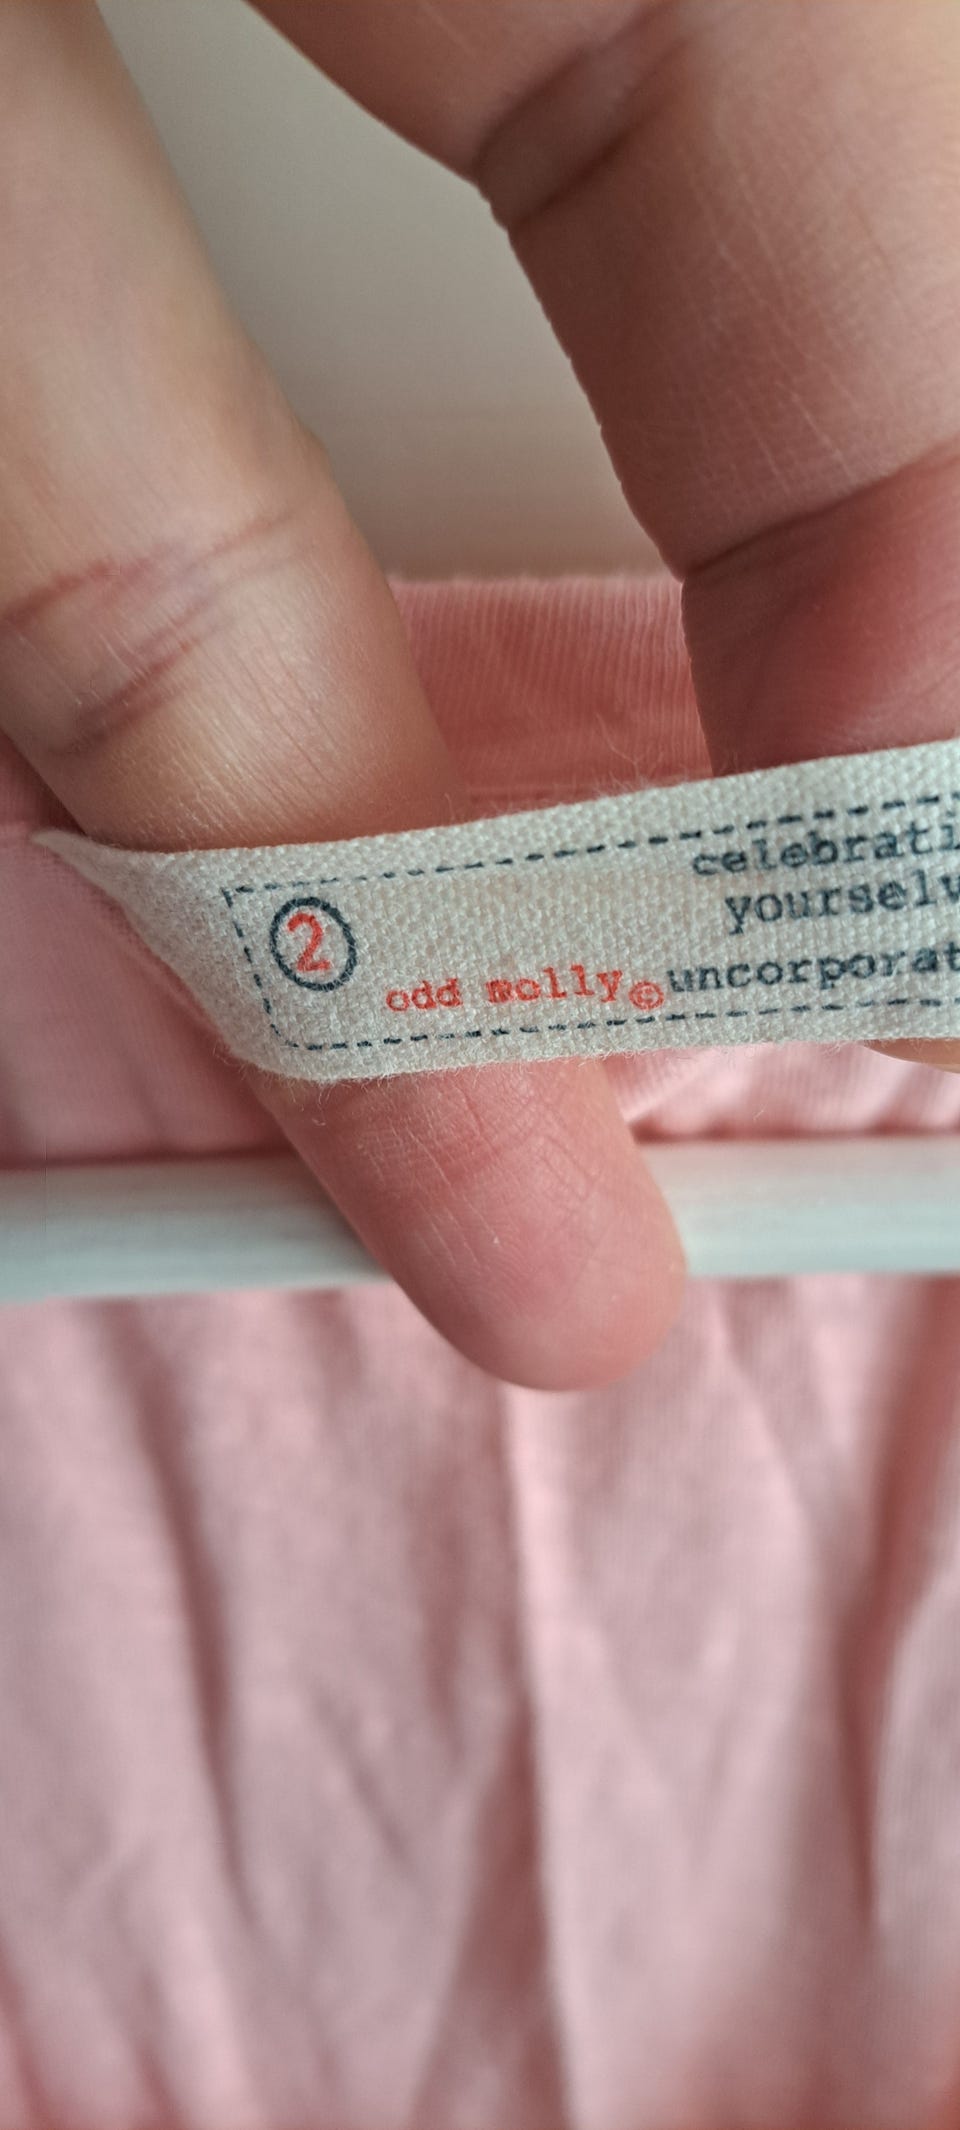 celebrati
yourselv
2
odd molly©uncorporat